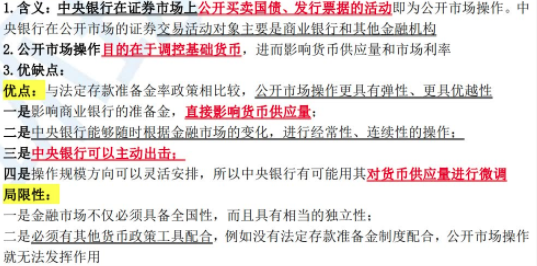 1. 含义：中央银行在证券市场上公开买卖国债、发行票据的活动即为公开市场操作。中
央银行在公开市场的证券交易活动对象主要是商业银行和其他金融机构
2. 公开市场操作目的在于调控基础货币，进而影响货币供应量和市场利率
3. 优缺点：
优点：与法定存款准备金率政策相比较，公开市场操作更具有弹性、更具优越性
一是影响商业银行的准备金，直接影响货币供应量；
二是中央银行能够随时根据金融市场的变化，进行经常性、连续性的操作；
三是中央银行可以主动出击；
四是操作规模方向可以灵活安排，所以中央银行有可能用其对货币供应量进行微调
局限性：
一是金融市场不仅必须具备全国性，而且具有相当的独立性；
二是必须有其他货币政策工具配合，例如没有法定存款准备金制度配合，公开市场操作
就无法发挥作用